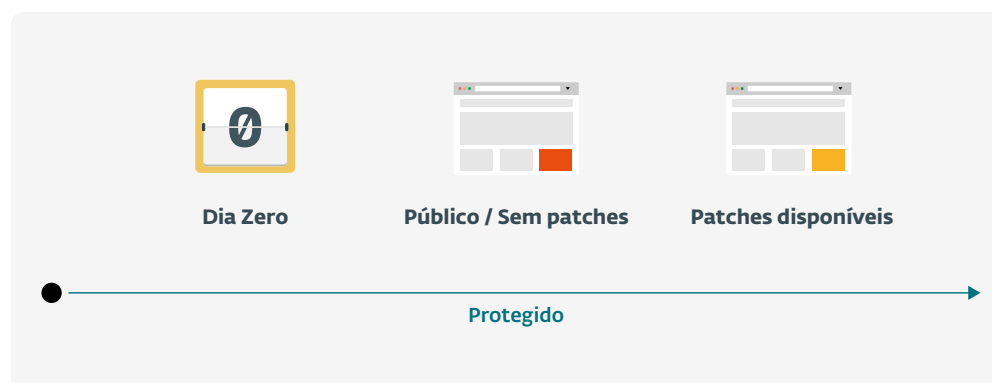 0
Dia Zero
Público / Sem patches
Patches disponíveis
Protegido